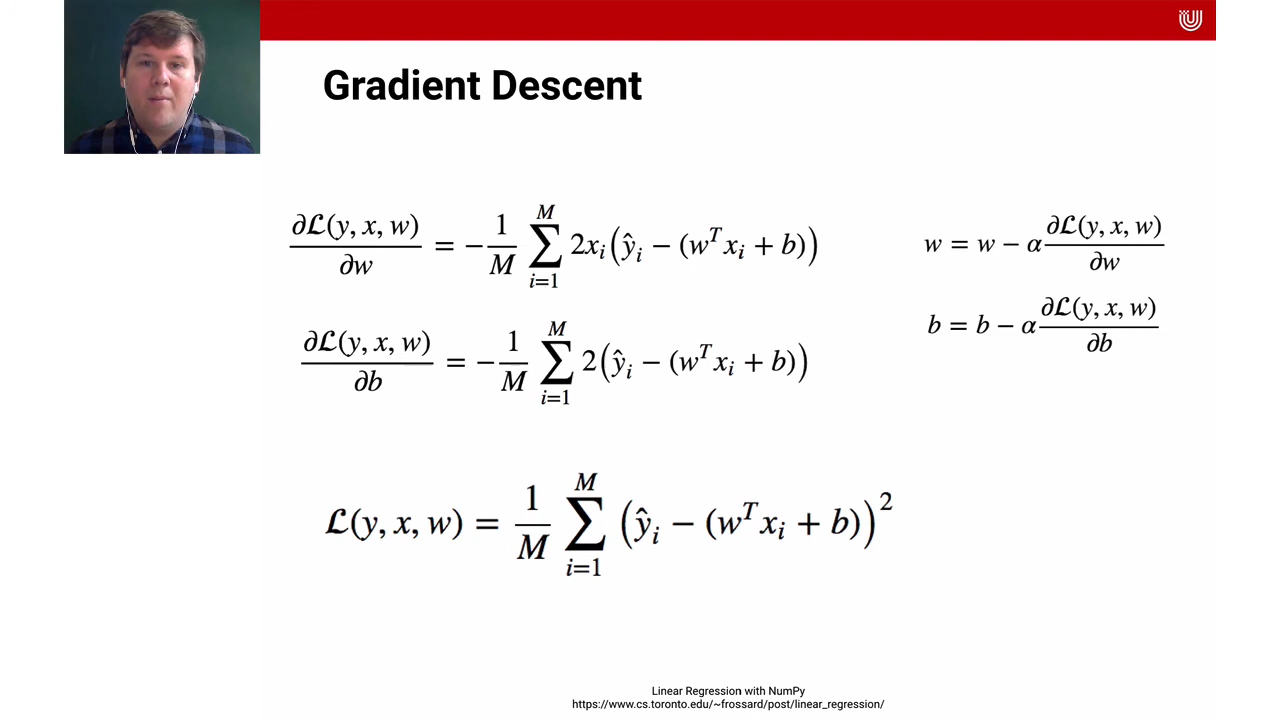 Gradient Descent
∂ℒ(y, x, w)/∂w = −1/M ∑_{i=1}^{M} 2x_i(ŷ_i − (w^T x_i + b))
∂ℒ(y, x, w)/∂b = −1/M ∑_{i=1}^{M} 2(ŷ_i − (w^T x_i + b))
w = w − α ∂ℒ(y, x, w)/∂w
b = b − α ∂ℒ(y, x, w)/∂b
ℒ(y, x, w) = 1/M ∑_{i=1}^{M} (ŷ_i − (w^T x_i + b))^2
Linear Regression with NumPy
https://www.cs.toronto.edu/~frossard/post/linear_regression/